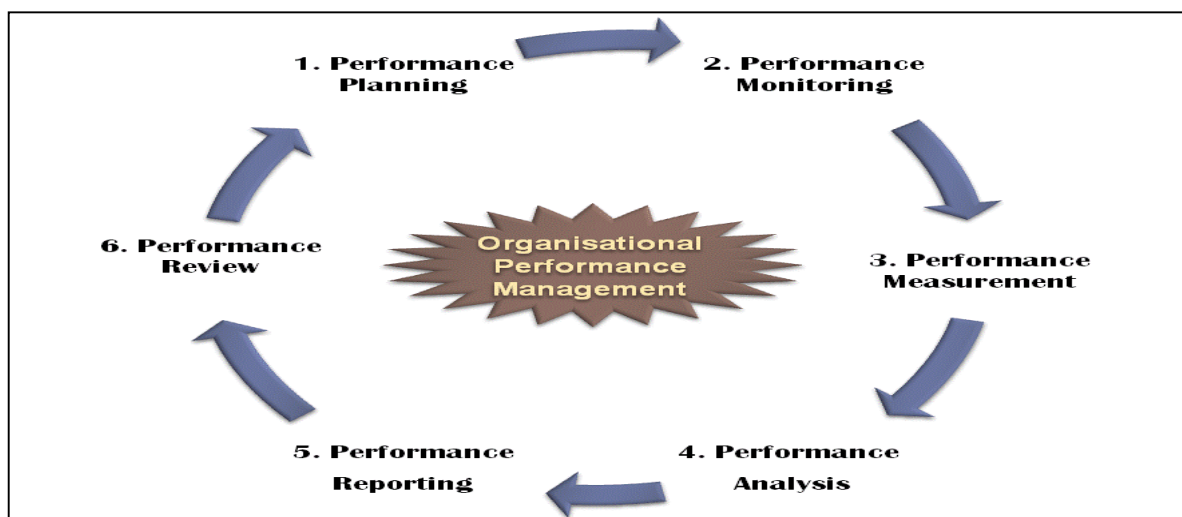 1. Performance
Planning
2. Performance
Monitoring
3. Performance
Measurement
4. Performance
Analysis
5. Performance
Reporting
6. Performance
Review
Organisational
Performance
Management